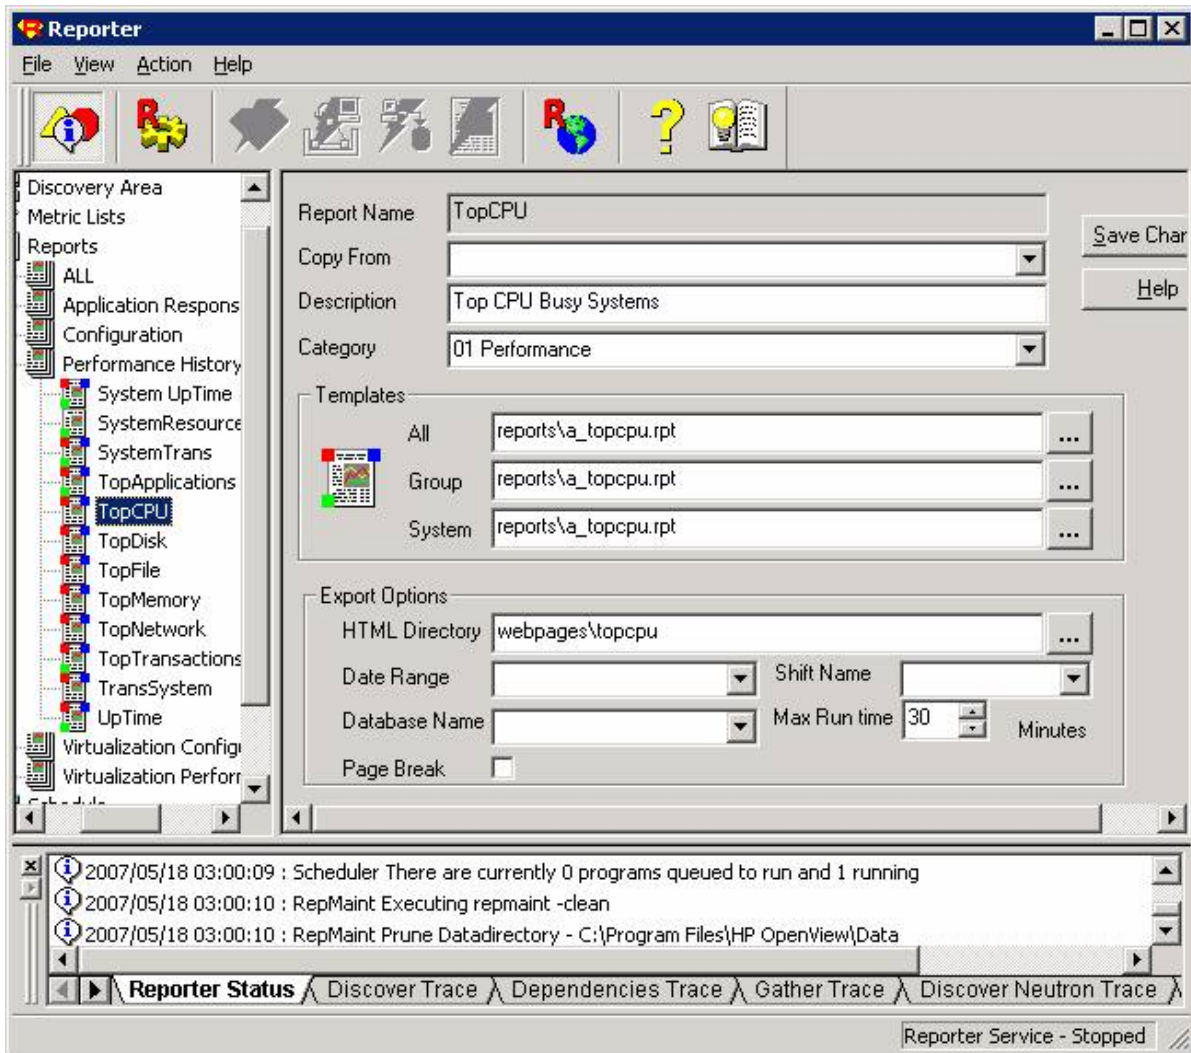 Reporter
File View Action Help
Discovery Area
Metric Lists
Reports
ALL
Application Respons
Configuration
Performance History
System UpTime
SystemResource
SystemTrans
TopApplications
TopCPU
TopDisk
TopFile
TopMemory
TopNetwork
TopTransactions
TransSystem
UpTime
Virtualization Config
Virtualization Perforr
Schedule
Report Name TopCPU
Copy From
Description Top CPU Busy Systems
Category 01 Performance
Save Char
Help
Templates
All reports\a_topcpu.rpt ...
Group reports\a_topcpu.rpt ...
System reports\a_topcpu.rpt ...
Export Options
HTML Directory webpages\topcpu ...
Date Range Shift Name
Database Name Max Run time 30 Minutes
Page Break
2007/05/18 03:00:09 : Scheduler There are currently 0 programs queued to run and 1 running
2007/05/18 03:00:10 : RepMaint Executing repmaint -clean
2007/05/18 03:00:10 : RepMaint Prune Datadirectory - C:\Program Files\HP OpenView\Data
Reporter Status Discover Trace Dependencies Trace Gather Trace Discover Neutron Trace
Reporter Service - Stopped